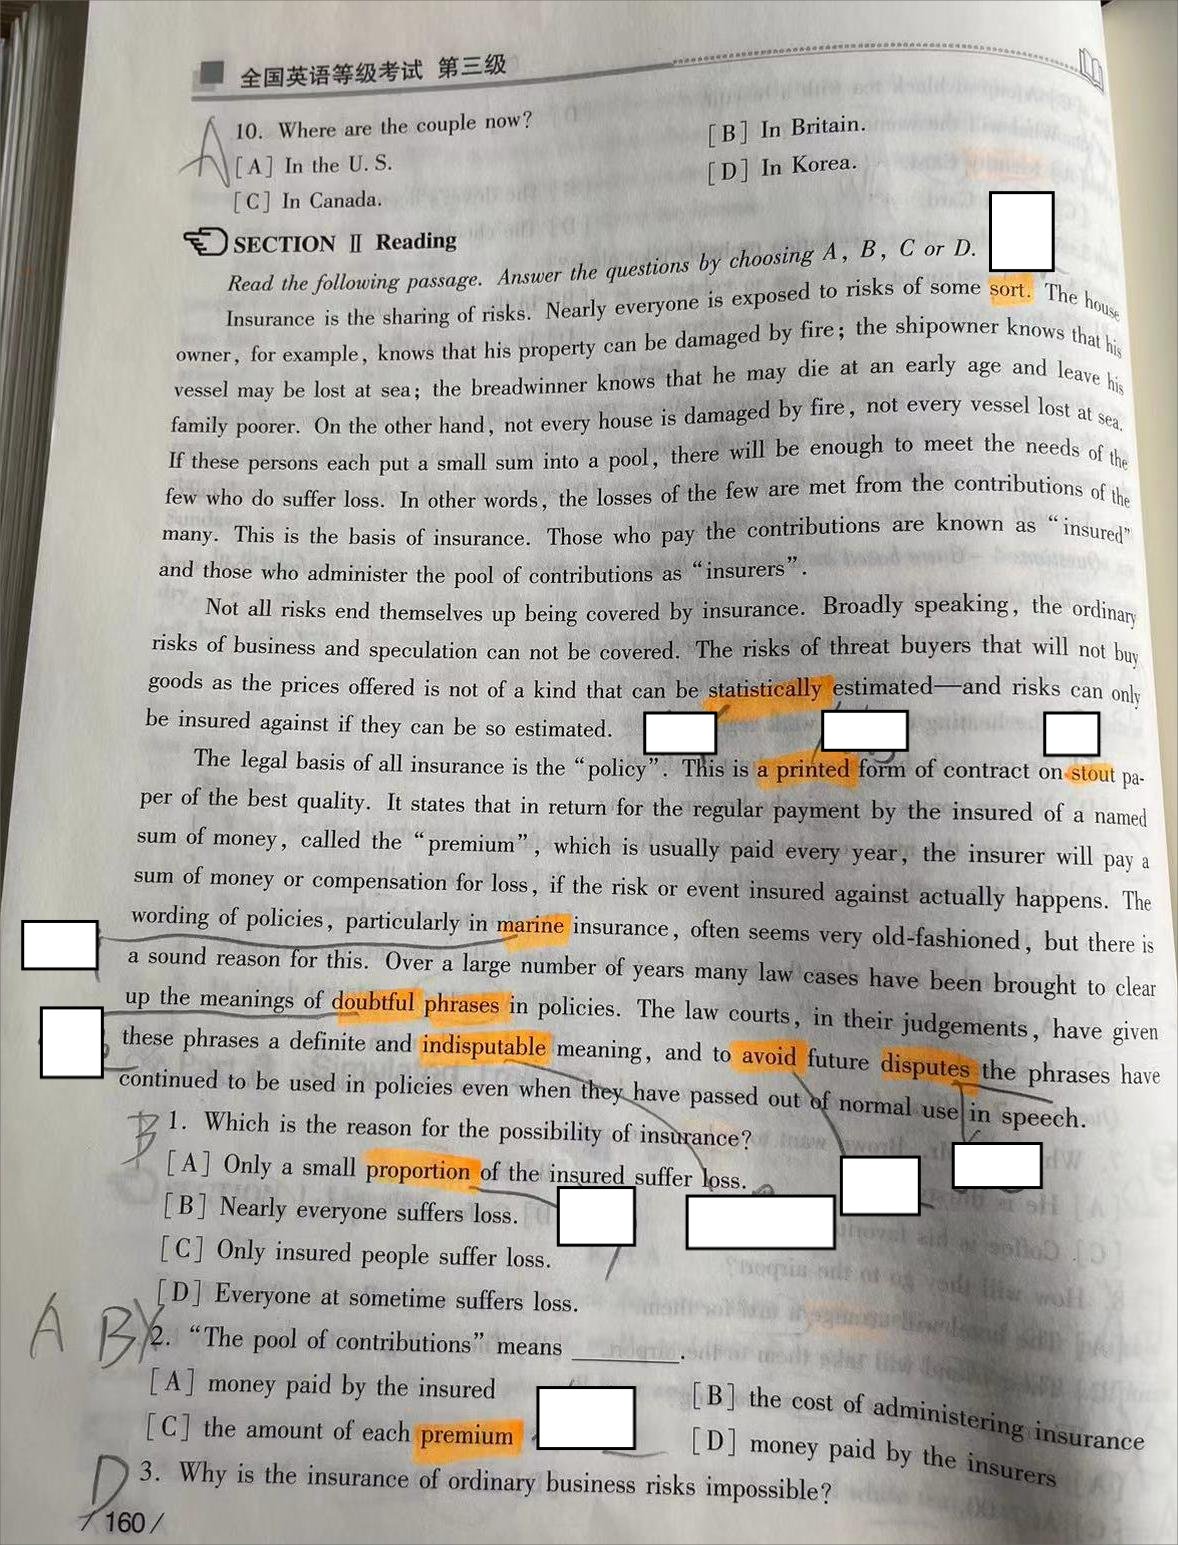 全国英语等级考试 第三级
A
10. Where are the couple now?
[A] In the U. S.
[B] In Britain.
[C] In Canada.
[D] In Korea.
SECTION Ⅱ Reading
Read the following passage. Answer the questions by choosing A, B, C or D.
Insurance is the sharing of risks. Nearly everyone is exposed to risks of some sort. The house
owner, for example, knows that his property can be damaged by fire; the shipowner knows that his
vessel may be lost at sea; the breadwinner knows that he may die at an early age and leave his
family poorer. On the other hand, not every house is damaged by fire, not every vessel lost at sea.
If these persons each put a small sum into a pool, there will be enough to meet the needs of the
few who do suffer loss. In other words, the losses of the few are met from the contributions of the
many. This is the basis of insurance. Those who pay the contributions are known as “insured”
and those who administer the pool of contributions as “insurers”.
Not all risks end themselves up being covered by insurance. Broadly speaking, the ordinary
risks of business and speculation can not be covered. The risks of threat buyers that will not buy
goods as the prices offered is not of a kind that can be statistically estimated—and risks can only
be insured against if they can be so estimated.
The legal basis of all insurance is the “policy”. This is a printed form of contract on stout pa-
per of the best quality. It states that in return for the regular payment by the insured of a named
sum of money, called the “premium”, which is usually paid every year, the insurer will pay a
sum of money or compensation for loss, if the risk or event insured against actually happens. The
wording of policies, particularly in marine insurance, often seems very old-fashioned, but there is
a sound reason for this. Over a large number of years many law cases have been brought to clear
up the meanings of doubtful phrases in policies. The law courts, in their judgements, have given
these phrases a definite and indisputable meaning, and to avoid future disputes the phrases have
continued to be used in policies even when they have passed out of normal use in speech.
B
1. Which is the reason for the possibility of insurance?
[A] Only a small proportion of the insured suffer loss.
[B] Nearly everyone suffers loss.
[C] Only insured people suffer loss.
[D] Everyone at sometime suffers loss.
A B
2. “The pool of contributions” means ________.
[A] money paid by the insured
[B] the cost of administering insurance
[C] the amount of each premium
[D] money paid by the insurers
D
3. Why is the insurance of ordinary business risks impossible?
/160/